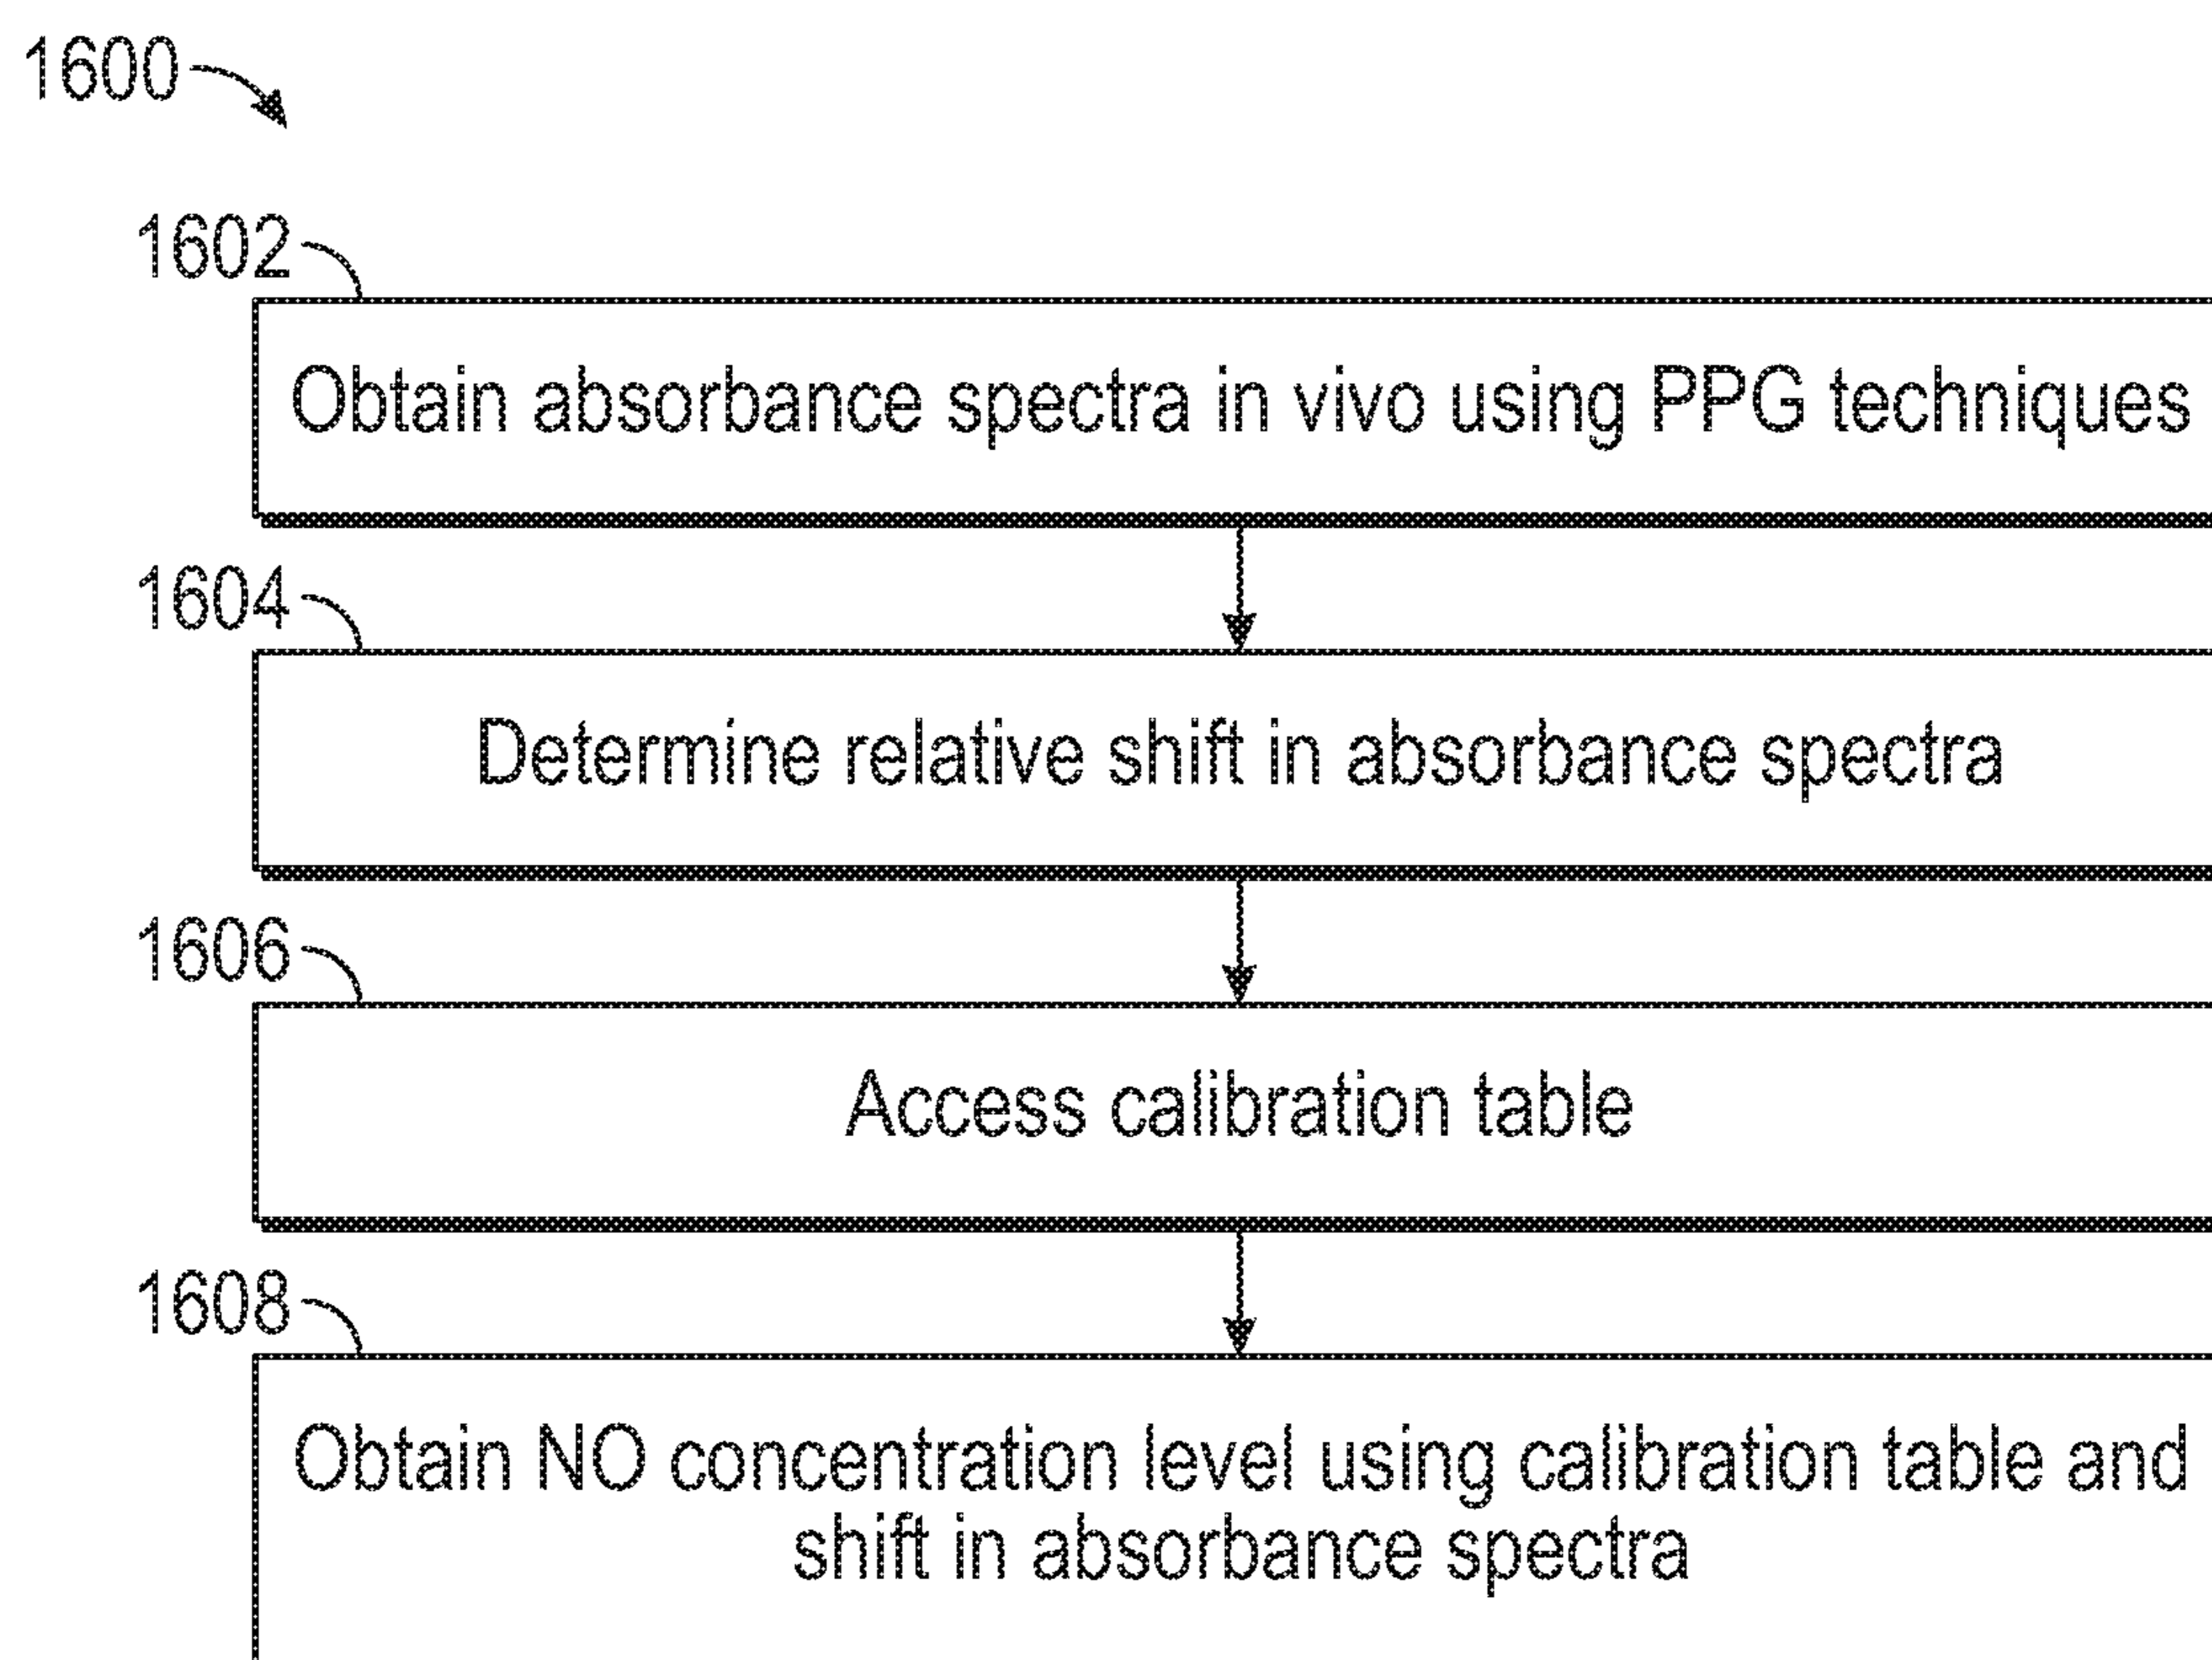 1600
1602
Obtain absorbance spectra in vivo using PPG techniques
1604
Determine relative shift in absorbance spectra
1606
Access calibration table
1608
Obtain NO concentration level using calibration table and
shift in absorbance spectra